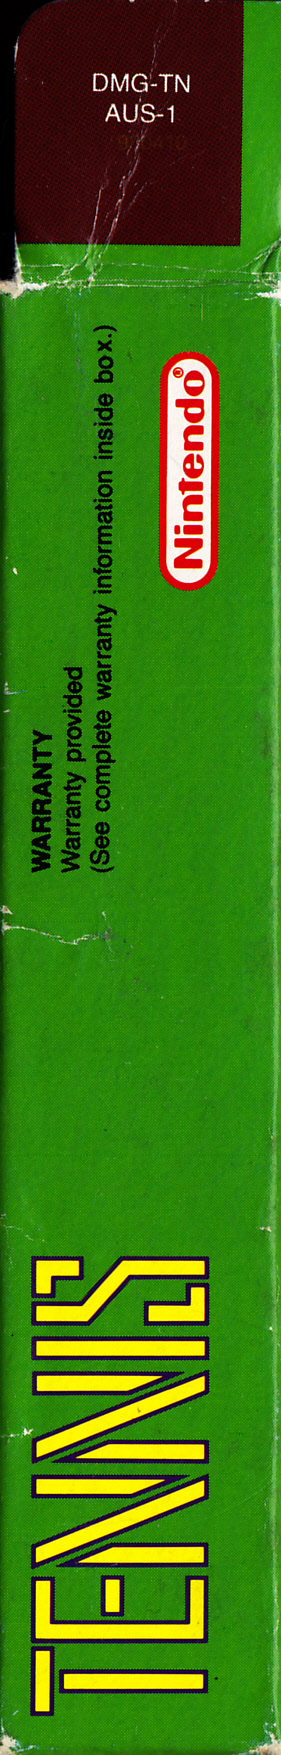 DMG-TN
AUS-1
WARRANTY
Warranty provided
(See complete warranty information inside box.)
Nintendo®
TENNIS